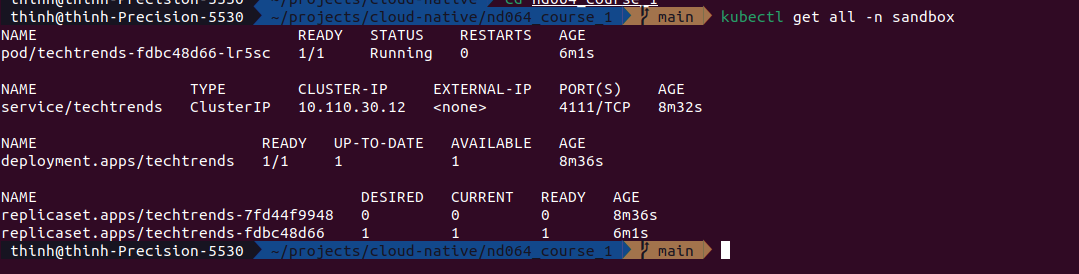 thinh@thinh-Precision-5530 ~/projects/cloud-native/nd064_course_1 cd nd064_course_1
thinh@thinh-Precision-5530 ~/projects/cloud-native/nd064_course_1 main kubectl get all -n sandbox
NAME READY STATUS RESTARTS AGE
pod/techtrends-fdbc48d66-lr5sc 1/1 Running 0 6m1s
NAME TYPE CLUSTER-IP EXTERNAL-IP PORT(S) AGE
service/techtrends ClusterIP 10.110.30.12 <none> 4111/TCP 8m32s
NAME READY UP-TO-DATE AVAILABLE AGE
deployment.apps/techtrends 1/1 1 1 8m36s
NAME DESIRED CURRENT READY AGE
replicaset.apps/techtrends-7fd44f9948 0 0 0 8m36s
replicaset.apps/techtrends-fdbc48d66 1 1 1 6m1s
thinh@thinh-Precision-5530 ~/projects/cloud-native/nd064_course_1 main